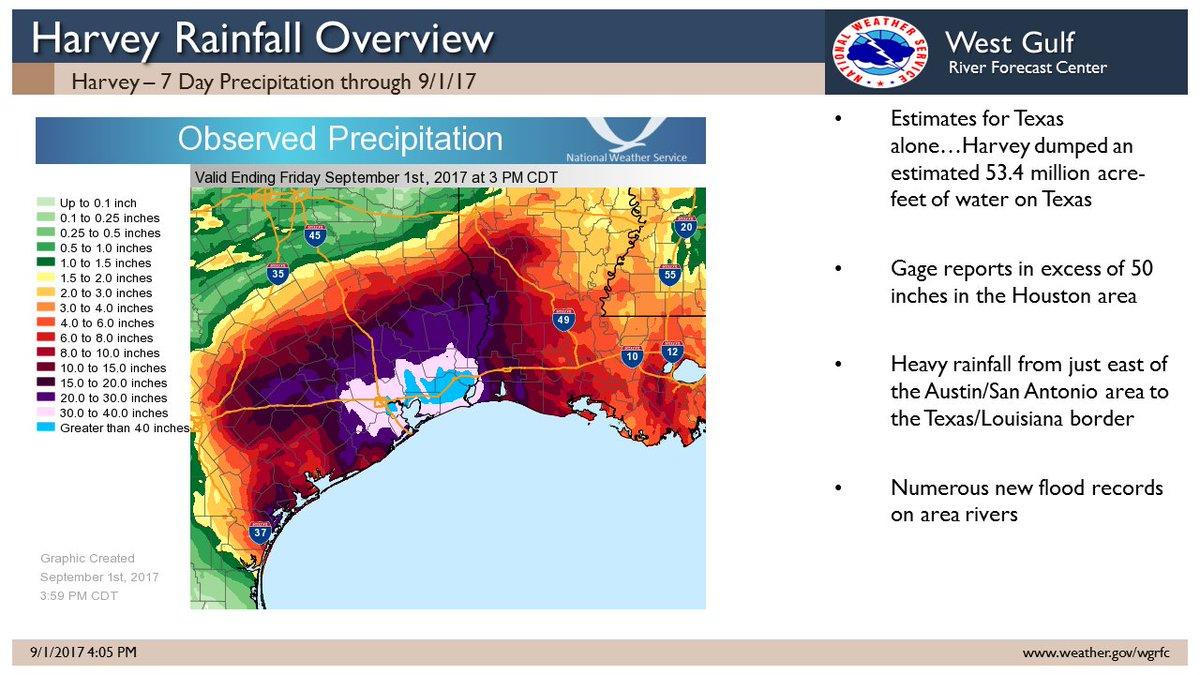 Harvey Rainfall Overview
Harvey – 7 Day Precipitation through 9/1/17
NATIONAL WEATHER SERVICE
West Gulf
River Forecast Center
Observed Precipitation
National Weather Service
Valid Ending Friday September 1st, 2017 at 3 PM CDT
Up to 0.1 inch
0.1 to 0.25 inches
0.25 to 0.5 inches
0.5 to 1.0 inches
1.0 to 1.5 inches
1.5 to 2.0 inches
2.0 to 3.0 inches
3.0 to 4.0 inches
4.0 to 6.0 inches
6.0 to 8.0 inches
8.0 to 10.0 inches
10.0 to 15.0 inches
15.0 to 20.0 inches
20.0 to 30.0 inches
30.0 to 40.0 inches
Greater than 40 inches
45
35
20
55
49
10
12
37
Graphic Created
September 1st, 2017
3:59 PM CDT
• Estimates for Texas
alone…Harvey dumped an
estimated 53.4 million acre-
feet of water on Texas
• Gage reports in excess of 50
inches in the Houston area
• Heavy rainfall from just east of
the Austin/San Antonio area to
the Texas/Louisiana border
• Numerous new flood records
on area rivers
9/1/2017 4:05 PM
www.weather.gov/wgrfc